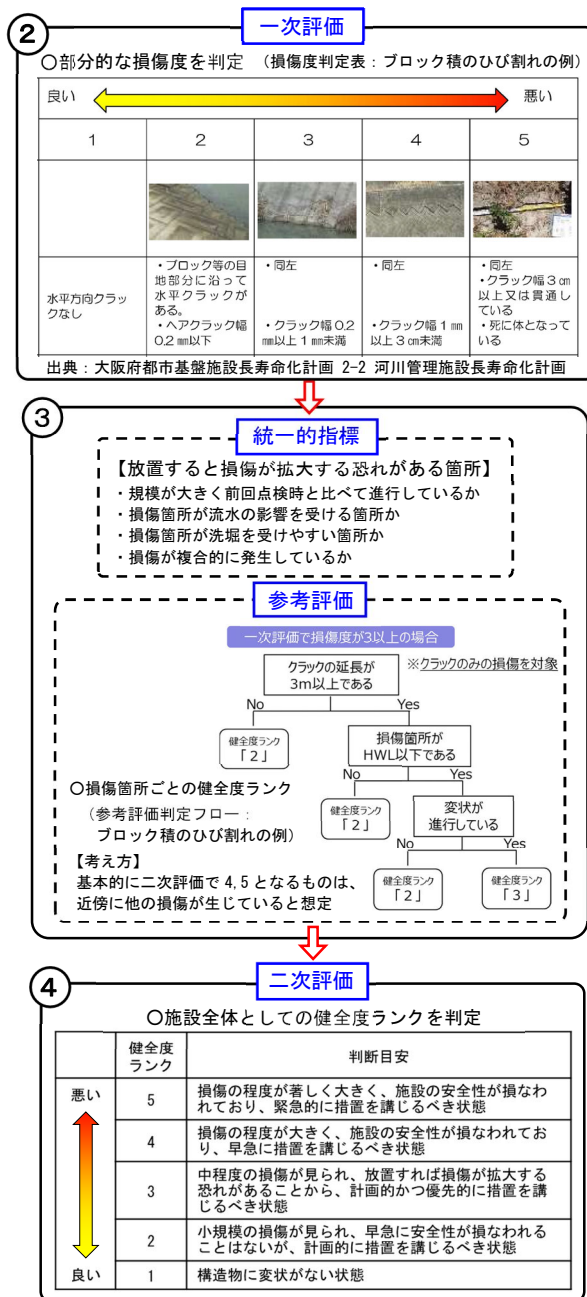 ②
一次評価
○部分的な損傷度を判定 (損傷度判定表:ブロック積のひび割れの例)
良い 悪い
1 2 3 4 5
水平方向クラックなし
・ブロック等の目地部分に沿って水平クラックがある。
・ヘアクラック幅0.2㎜以下
・同左
・クラック幅0.2㎜以上1㎜未満
・同左
・クラック幅1㎜以上3㎝未満
・同左
・クラック幅3㎝以上又は貫通している
・死に体となっている
出典:大阪府都市基盤施設長寿命化計画 2-2 河川管理施設長寿命化計画
③
統一的指標
【放置すると損傷が拡大する恐れがある箇所】
・規模が大きく前回点検時と比べて進行しているか
・損傷箇所が流水の影響を受ける箇所か
・損傷箇所が洗堀を受けやすい箇所か
・損傷が複合的に発生しているか
参考評価
一次評価で損傷度が3以上の場合
※クラックのみの損傷を対象
クラックの延長が
3m以上である
No Yes
健全度ランク
「2」
損傷箇所が
HWL以下である
No Yes
健全度ランク
「2」
変状が
進行している
No Yes
健全度ランク
「2」
健全度ランク
「3」
○損傷箇所ごとの健全度ランク
(参考評価判定フロー:
ブロック積のひび割れの例)
【考え方】
基本的に二次評価で4,5となるものは、
近傍に他の損傷が生じていると想定
④
二次評価
○施設全体としての健全度ランクを判定
健全度
ランク
判断目安
悪い
5
損傷の程度が著しく大きく、施設の安全性が損なわ
れており、緊急的に措置を講じるべき状態
4
損傷の程度が大きく、施設の安全性が損なわれてお
り、早急に措置を講じるべき状態
3
中程度の損傷が見られ、放置すれば損傷が拡大する
恐れがあることから、計画的かつ優先的に措置を講
じるべき状態
2
小規模の損傷が見られ、早急に安全性が損なわれる
ことはないが、計画的に措置を講じるべき状態
良い
1
構造物に変状がない状態